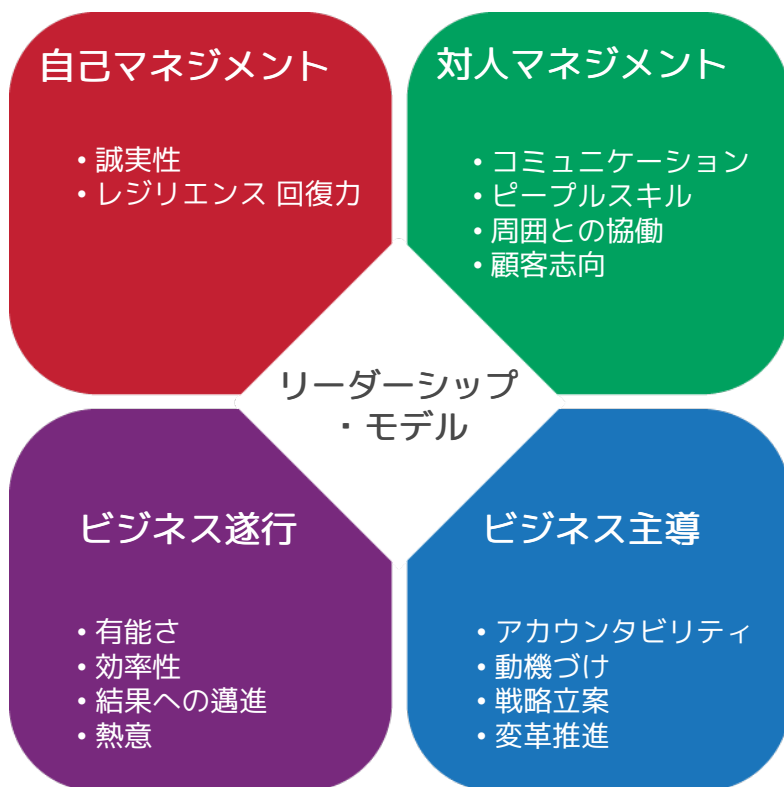 自己マネジメント
• 誠実性
• レジリエンス 回復力
対人マネジメント
• コミュニケーション
• ピープルスキル
• 周囲との協働
• 顧客志向
リーダーシップ
・モデル
ビジネス遂行
• 有能さ
• 効率性
• 結果への邁進
• 熱意
ビジネス主導
• アカウンタビリティ
• 動機づけ
• 戦略立案
• 変革推進